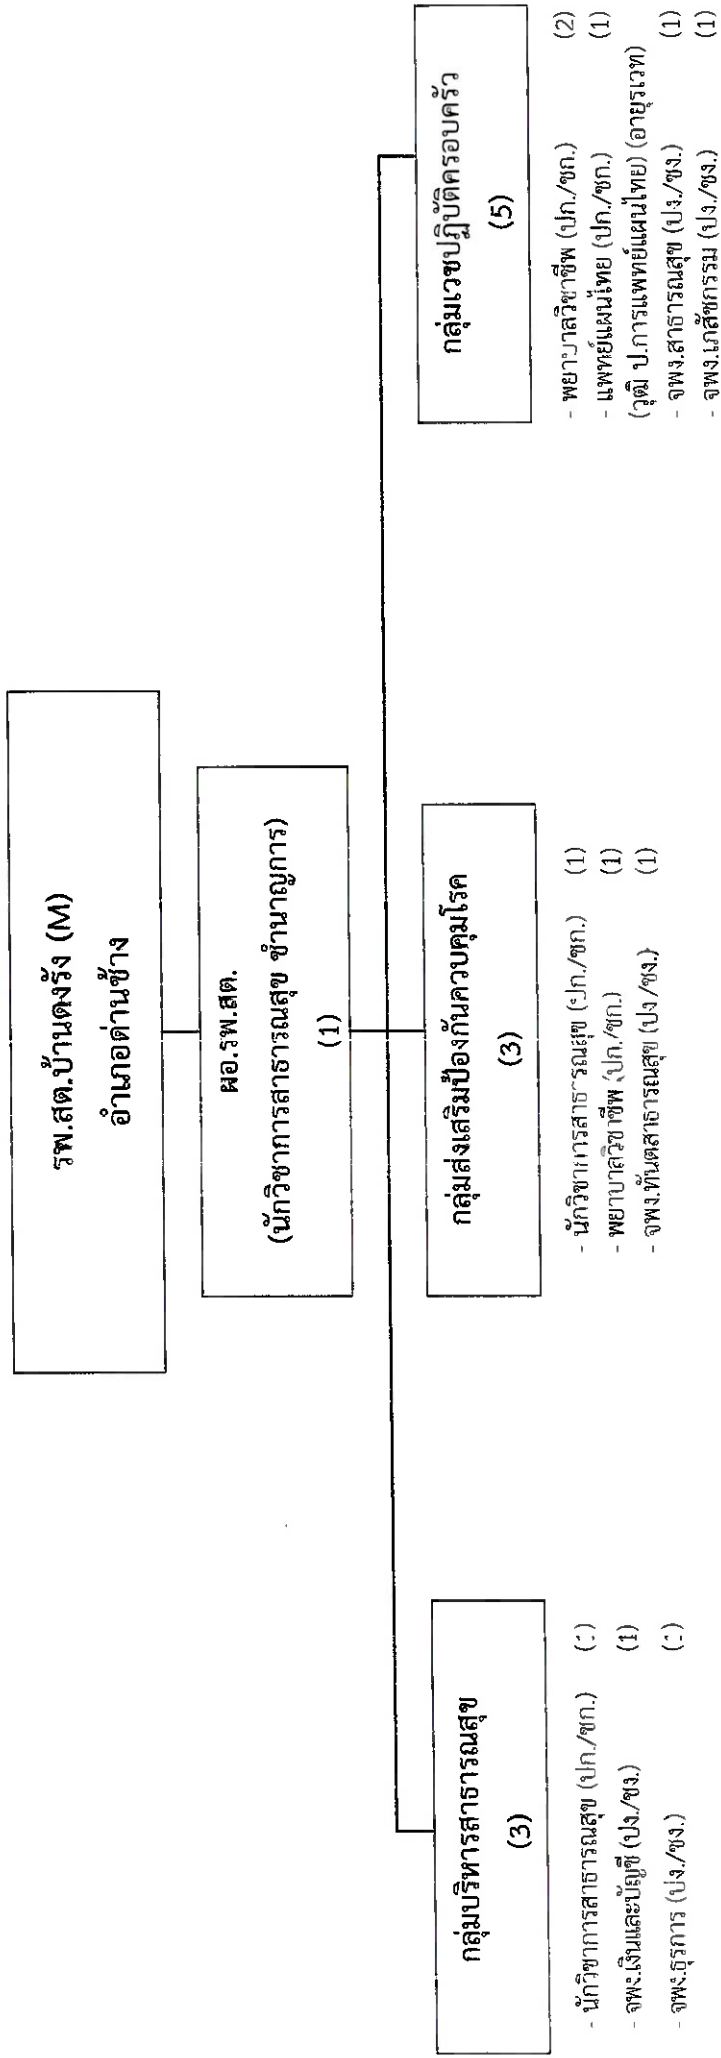 รพ.สต.บ้านดงรัง (M)
อำเภอด่านช้าง
ผอ.รพ.สต.
(นักวิชาการสาธารณสุข ชำนาญการ)
(1)
กลุ่มบริหารสาธารณสุข
(3)
- นักวิชาการสาธารณสุข (ปก./ชก.) (1)
- จพง.เงินและบัญชี (ปง./ชง.) (1)
- จพง.ธุรการ (ปง./ชง.) (1)
กลุ่มส่งเสริมป้องกันควบคุมโรค
(3)
- นักวิชาการสาธารณสุข (ปก./ชก.) (1)
- พยาบาลวิชาชีพ (ปก./ชก.) (1)
- จพง.ทันตสาธารณสุข (ปง./ชง.) (1)
กลุ่มเวชปฏิบัติครอบครัว
(5)
- พยาบาลวิชาชีพ (ปก./ชก.) (2)
- แพทย์แผนไทย (ปก./ชก.) (1)
(วุฒิ ป.การแพทย์แผนไทย) (อายุรเวท)
- จพง.สาธารณสุข (ปง./ชง.) (1)
- จพง.เภสัชกรรม (ปง./ชง.) (1)